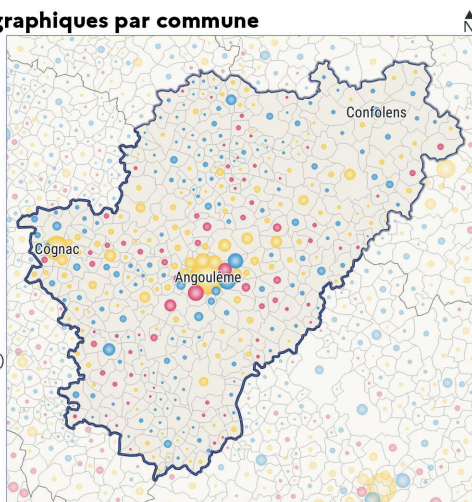 graphiques par commune
N
Confolens
Cognac
Angoulême
)